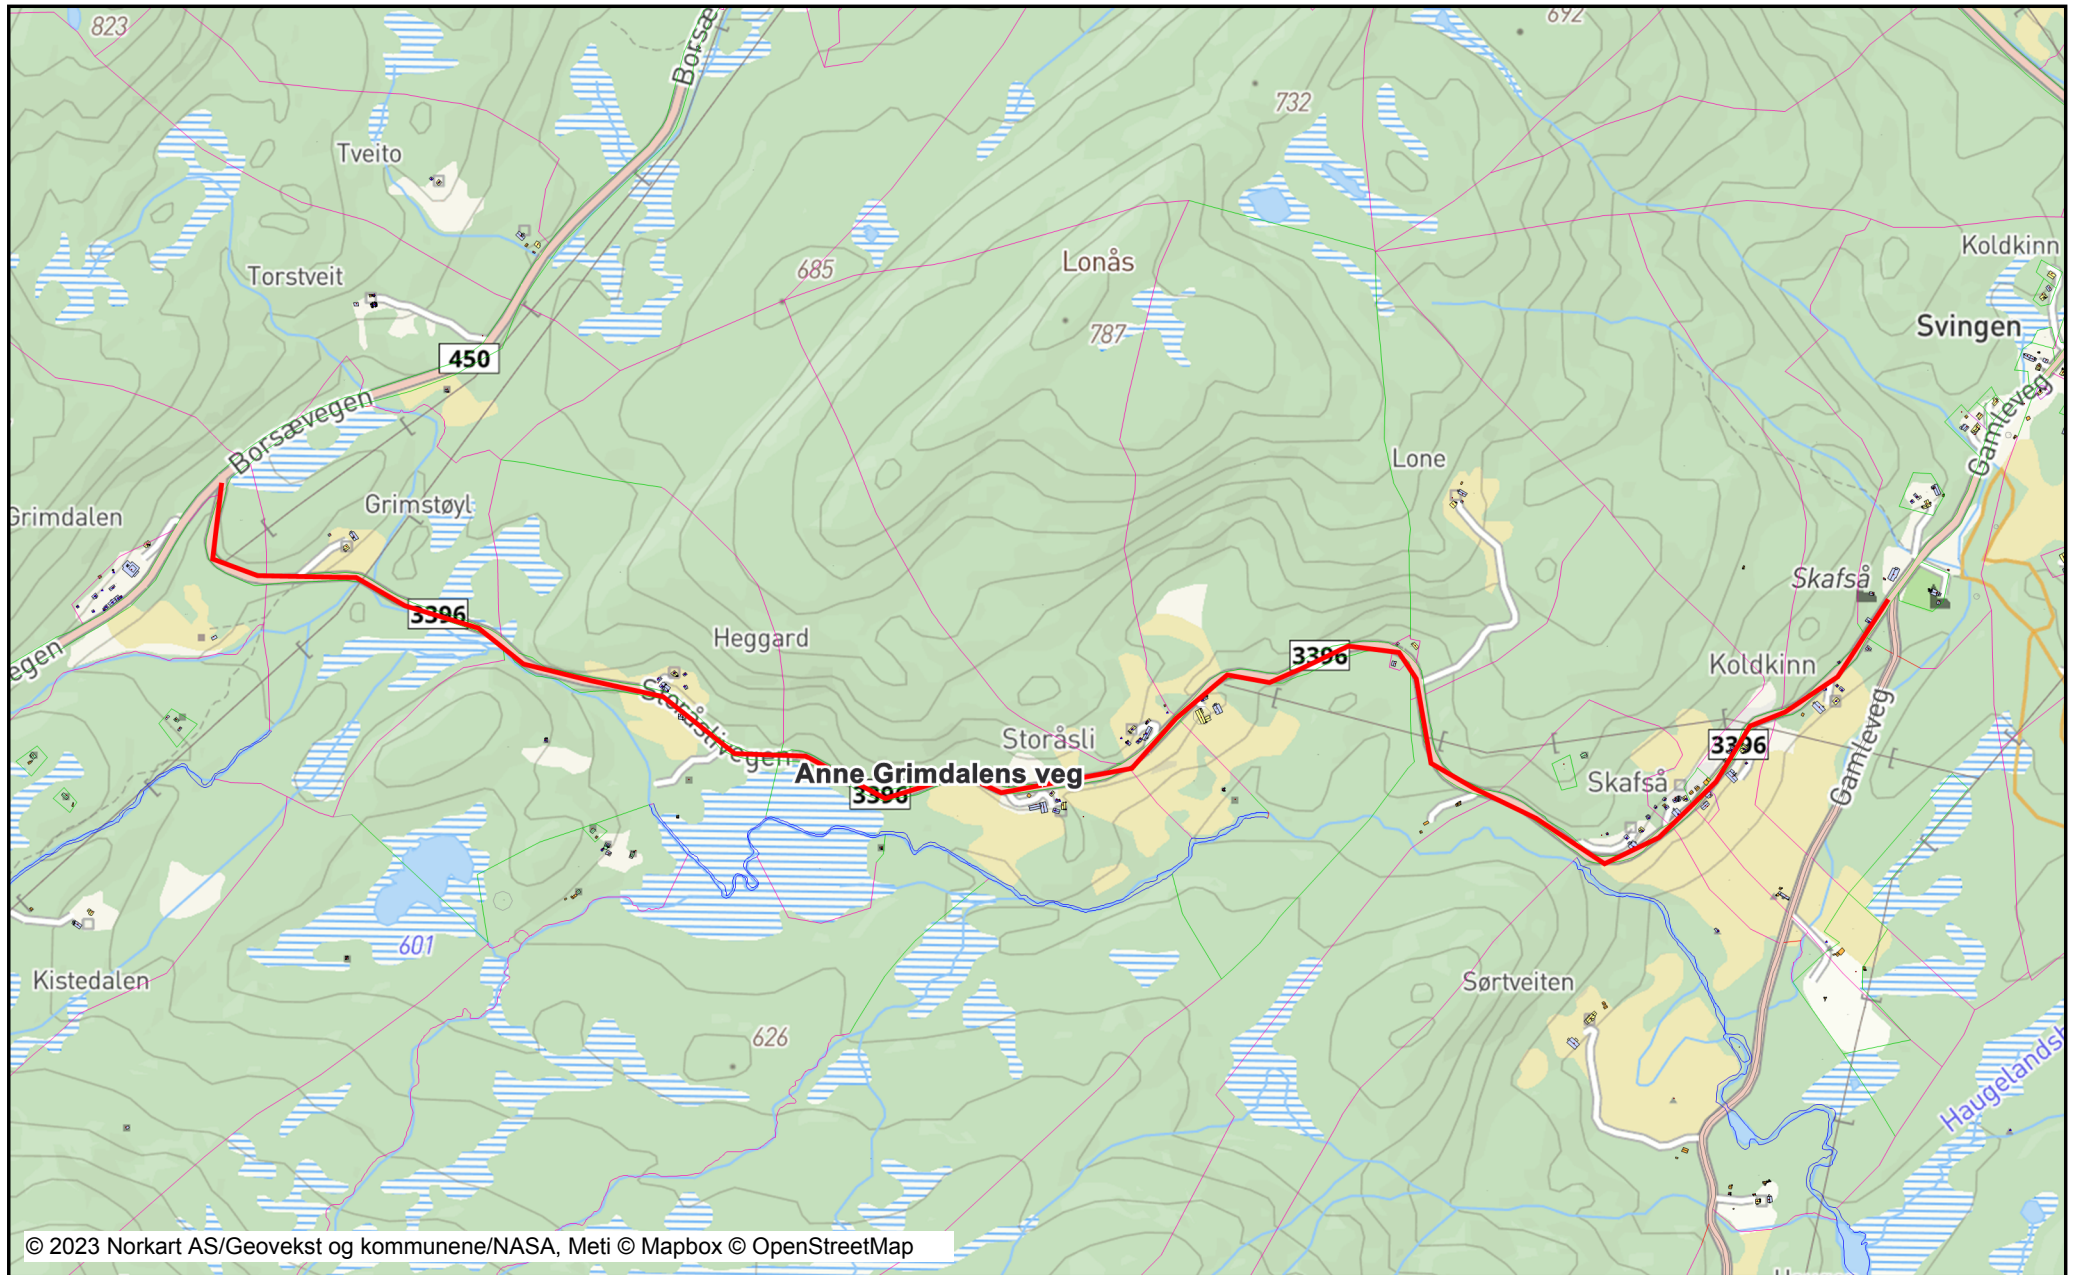 823
692
Borsæ
732
Tveito
Koldkinn
Lonås
685
Torstveit
Svingen
787
450
Gamleveg
Borsævegen
Lone
Grimstøyl
Grimdalen
Skafså
3396
Heggard
3396
egen
Koldkinn
Storåslivegen
Gamleveg
Storåsli
3396
Anne Grimdalens veg
Skafså
3396
601
Kistedalen
Sørtveiten
626
Haugelandsb
© 2023 Norkart AS/Geovekst og kommunene/NASA, Meti © Mapbox © OpenStreetMap